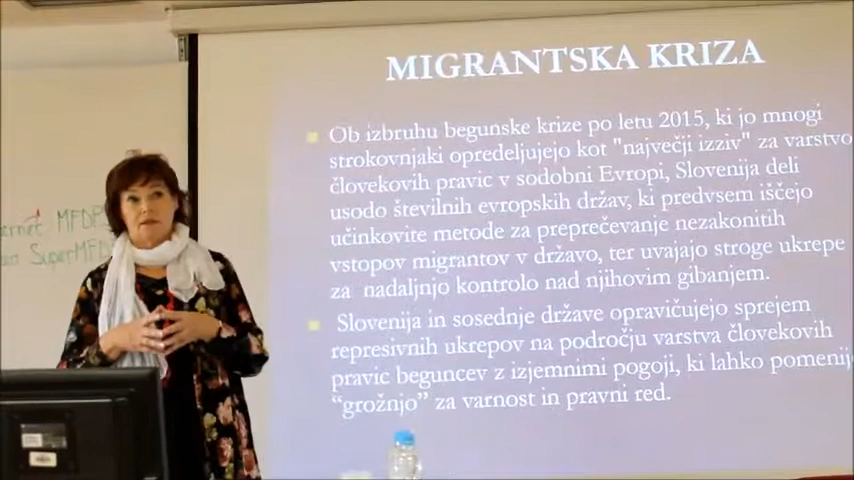 MIGRANTSKA KRIZA
Ob izbruhu begunske krize po letu 2015, ki jo mnogi
strokovnjaki opredeljujejo kot "največji izziv" za varstvo
človekovih pravic v sodobni Evropi, Slovenija deli
usodo številnih evropskih držav, ki predvsem iščejo
učinkovite metode za preprečevanje nezakonitih
vstopov migrantov v državo, ter uvajajo stroge ukrepe
za nadaljnjo kontrolo nad njihovim gibanjem.
Slovenija in sosednje države opravičujejo sprejem
represivnih ukrepov na področju varstva človekovih
pravic beguncev z izjemnimi pogoji, ki lahko pomeni
"grožnjo" za varnost in pravni red.
MFDP
SuperMFD